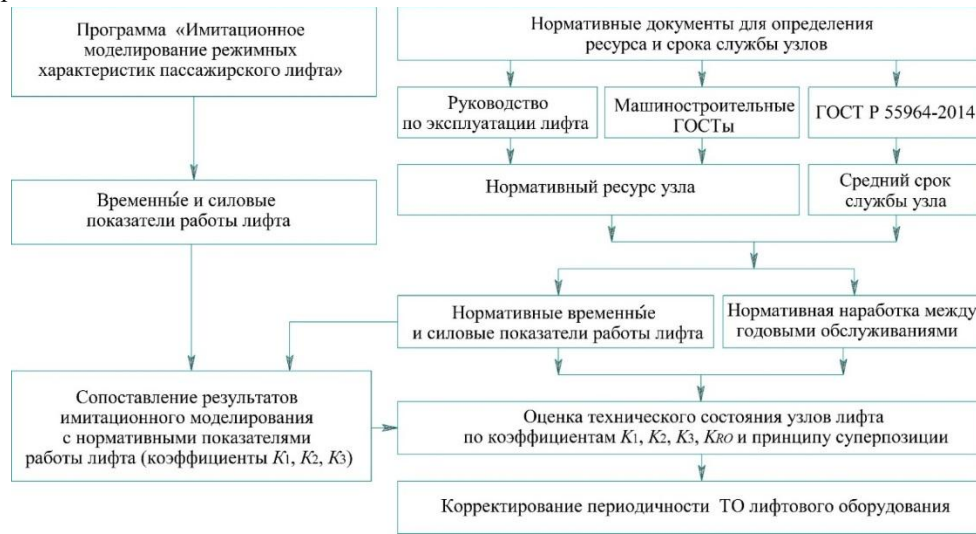 Программа «Имитационное
моделирование режимных
характеристик пассажирского лифта»
Нормативные документы для определения
ресурса и срока службы узлов
Руководство
по эксплуатации лифта
Машиностроительные
ГОСТы
ГОСТ Р 55964-2014
Временны́е и силовые
показатели работы лифта
Нормативный ресурс узла
Средний срок
службы узла
Нормативные временны́е
и силовые показатели работы лифта
Нормативная наработка между
годовыми обслуживаниями
Сопоставление результатов
имитационного моделирования
с нормативными показателями
работы лифта (коэффициенты K1, K2, K3)
Оценка технического состояния узлов лифта
по коэффициентам K1, K2, K3, KRO и принципу суперпозиции
Корректирование периодичности ТО лифтового оборудования